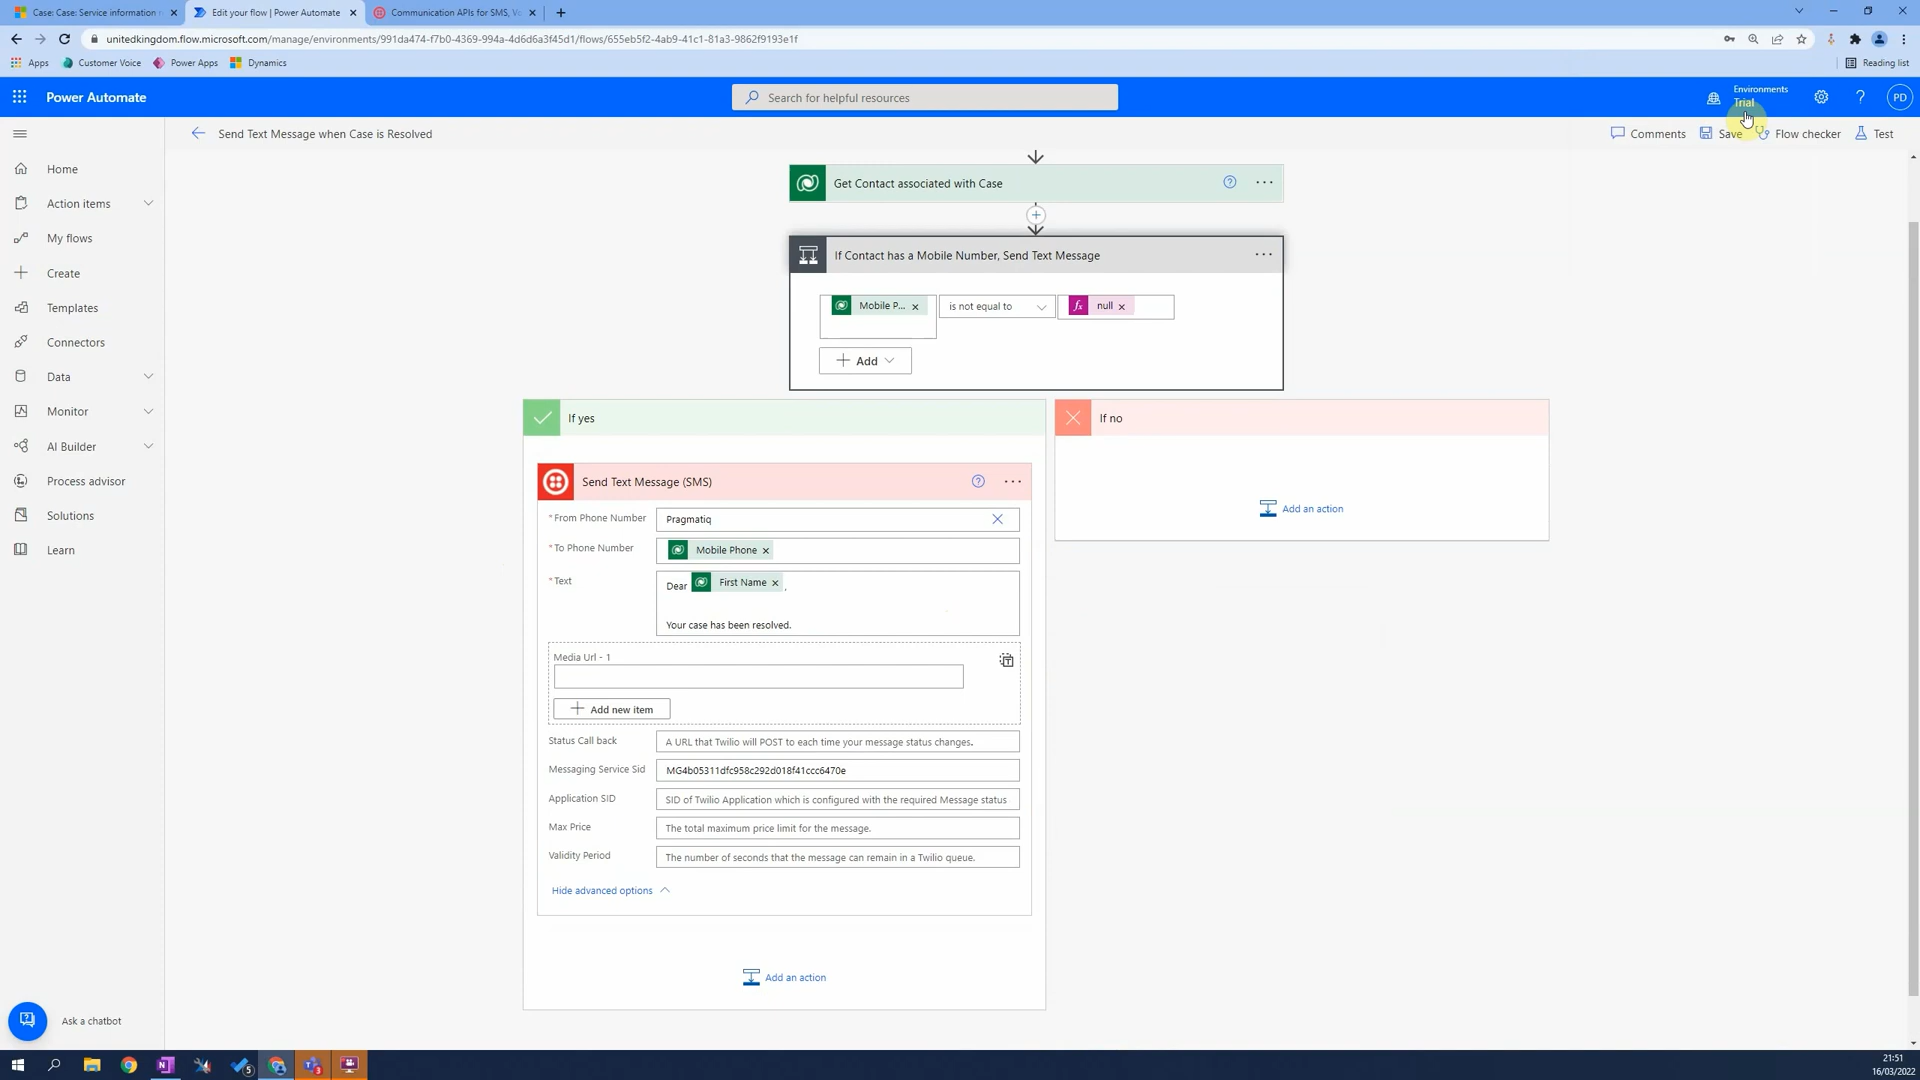 Case: Case: Service information r
Edit your flow | Power Automate
Communication APIs for SMS, Vo
unitedkingdom.flow.microsoft.com/manage/environments/991da474-f7b0-4369-994a-4d6d6a3f45d1/flows/655eb5f2-4ab9-41c1-81a3-9862f9193e1f
Apps
Customer Voice
Power Apps
Dynamics
Reading list
Power Automate
Search for helpful resources
Environments
Trial
PD
Send Text Message when Case is Resolved
Comments
Save
Flow checker
Test
Home
Action items
My flows
Create
Templates
Connectors
Data
Monitor
AI Builder
Process advisor
Solutions
Learn
Ask a chatbot
Get Contact associated with Case
If Contact has a Mobile Number, Send Text Message
Mobile P... is not equal to fx null
Add
If yes
If no
Add an action
Send Text Message (SMS)
*From Phone Number Pragmatiq
*To Phone Number Mobile Phone
*Text Dear First Name ,
Your case has been resolved.
Media Url - 1
Add new item
Status Call back A URL that Twilio will POST to each time your message status changes.
Messaging Service Sid MG4b05311dfc958c292d018f41ccc6470e
Application SID SID of Twilio Application which is configured with the required Message status
Max Price The total maximum price limit for the message.
Validity Period The number of seconds that the message can remain in a Twilio queue.
Hide advanced options
Add an action
5
3
21:51
16/03/2022